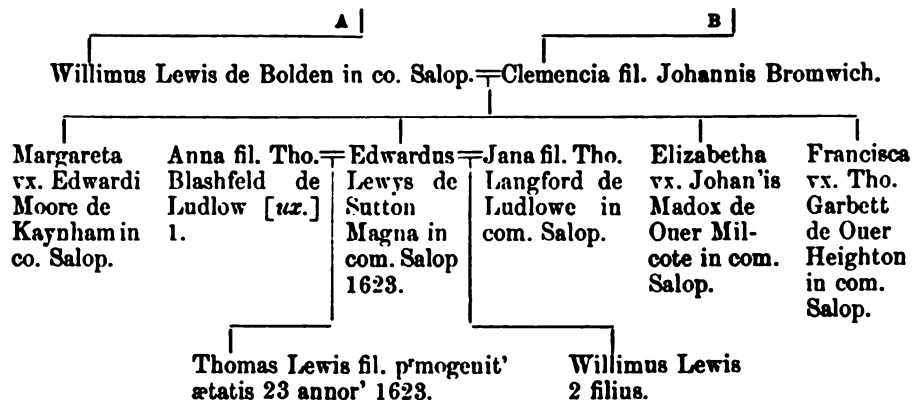 A B
Willimus Lewis de Bolden in co. Salop.=Clemencia fil. Johannis Bromwich.
Margareta
vx. Edwardi
Moore de
Kaynham in
co. Salop.
Anna fil. Tho.=
Blashfeld de
Ludlow [ux.]
1.
Edwardus=
Lewys de
Sutton
Magna in
com. Salop
1623.
Jana fil. Tho.
Langford de
Ludlowe in
com. Salop.
Elizabetha
vx. Johan'is
Madox de
Ouer Mil-
cote in com.
Salop.
Francisca
vx. Tho.
Garbett
de Ouer
Heighton
in com.
Salop.
Thomas Lewis fil. pʳmogenit'
ætatis 23 annor' 1623.
Willimus Lewis
2 filius.